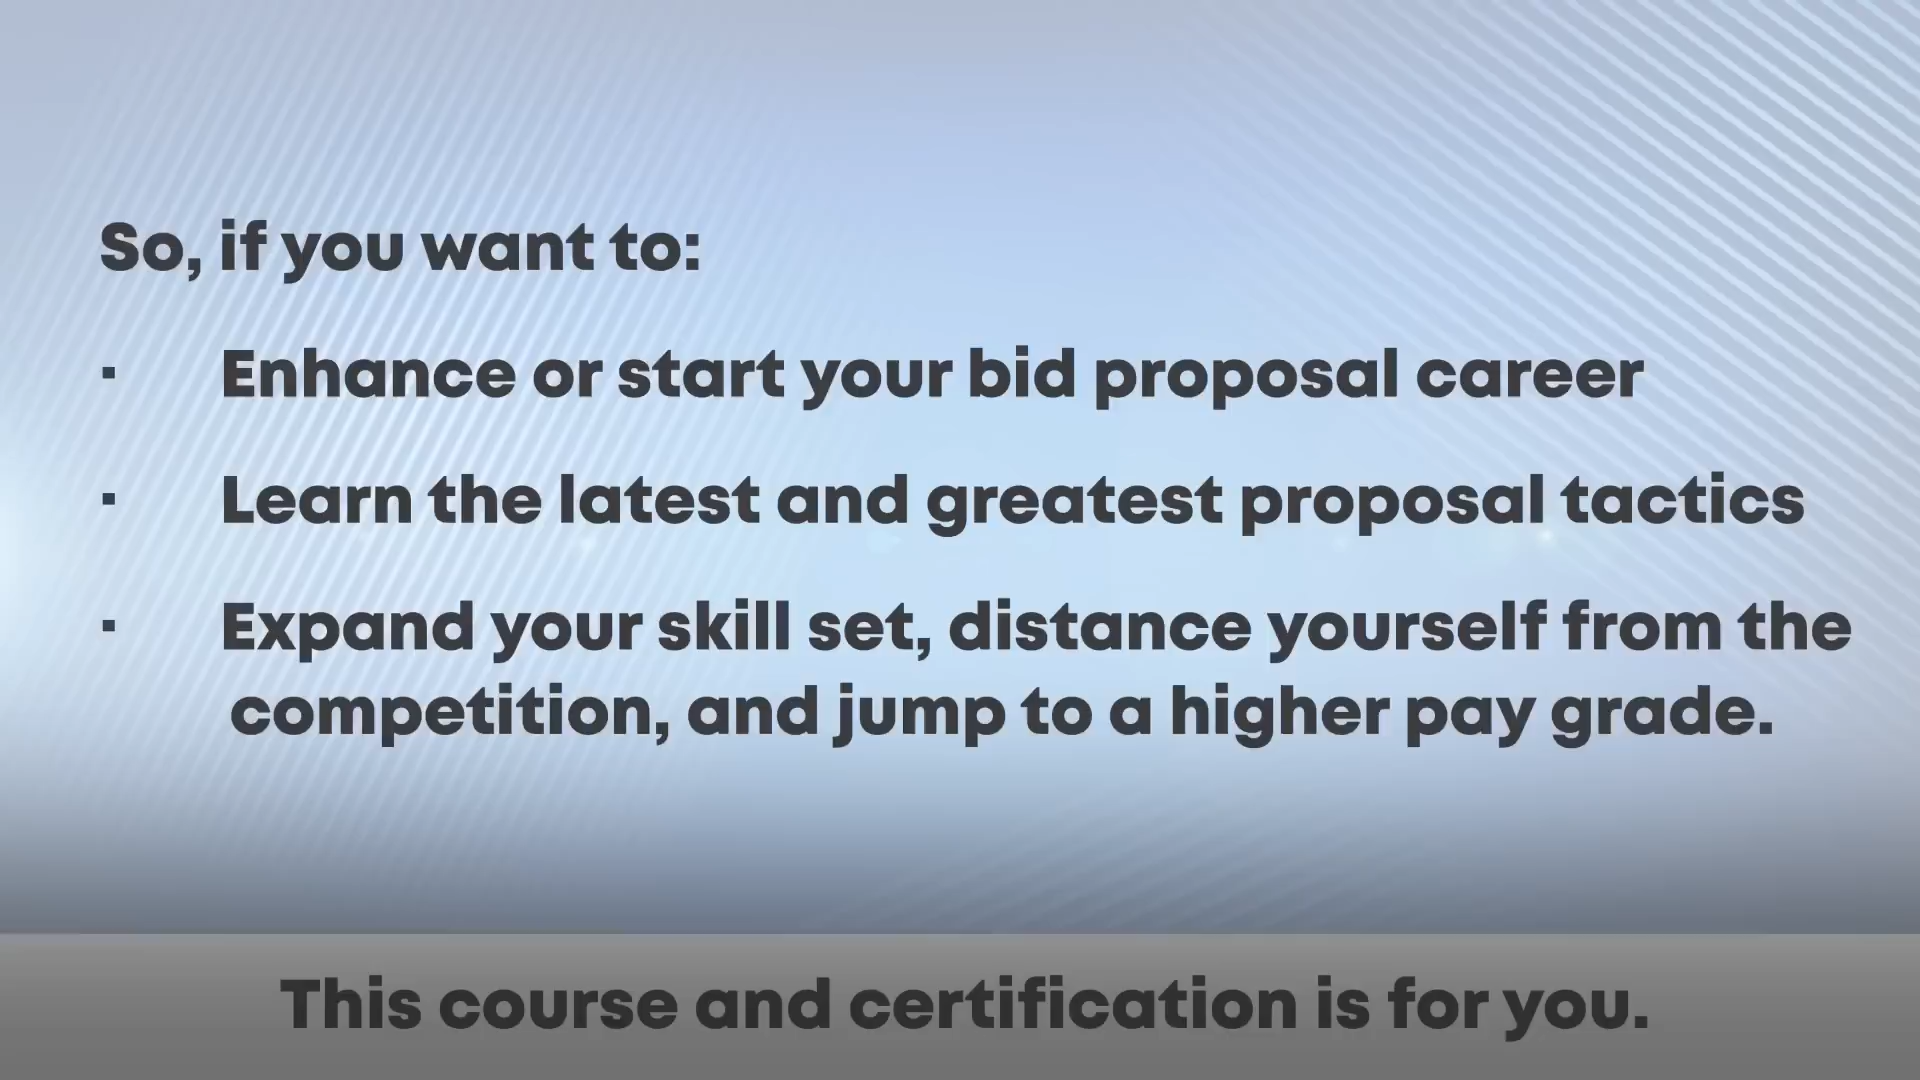 So, if you want to:
· Enhance or start your bid proposal career
· Learn the latest and greatest proposal tactics
· Expand your skill set, distance yourself from the
competition, and jump to a higher pay grade.
This course and certification is for you.